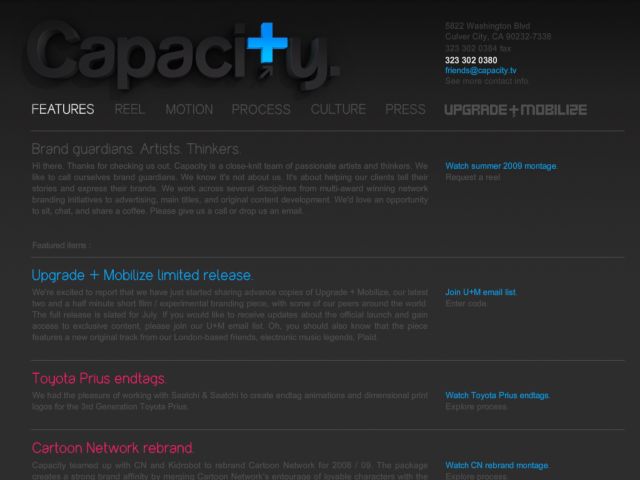 Capacity.
5822 Washington Blvd
Culver City, CA 90232-7338
323 302 0384 fax
323 302 0380
friends@capacity.tv
See more contact info.
FEATURES REEL MOTION PROCESS CULTURE PRESS UPGRADE+MOBILIZE
Brand guardians. Artists. Thinkers.
Hi there. Thanks for checking us out. Capacity is a close-knit team of passionate artists and thinkers. We
like to call ourselves brand guardians. We know it's not about us. It's about helping our clients tell their
stories and express their brands. We work across several disciplines from multi-award winning network
branding initiatives to advertising, main titles, and original content development. We'd love an opportunity
to sit, chat, and share a coffee. Please give us a call or drop us an email.
Watch summer 2009 montage.
Request a reel.
Featured items :
Upgrade + Mobilize limited release.
We're excited to report that we have just started sharing advance copies of Upgrade + Mobilize, our latest
two and a half minute short film / experimental branding piece, with some of our peers around the world.
The full release is slated for July. If you would like to receive updates about the official launch and gain
access to exclusive content, please join our U+M email list. Oh, you should also know that the piece
features a new original track from our London-based friends, electronic music legends, Plaid.
Join U+M email list.
Enter code.
Toyota Prius endtags.
We had the pleasure of working with Saatchi & Saatchi to create endtag animations and dimensional print
logos for the 3rd Generation Toyota Prius.
Watch Toyota Prius endtags.
Explore process.
Cartoon Network rebrand.
Capacity teamed up with CN and Kidrobot to rebrand Cartoon Network for 2008 / 09. The package
creates a strong brand affinity by merging Cartoon Network's entourage of lovable characters with the
Watch CN rebrand montage.
Explore process.